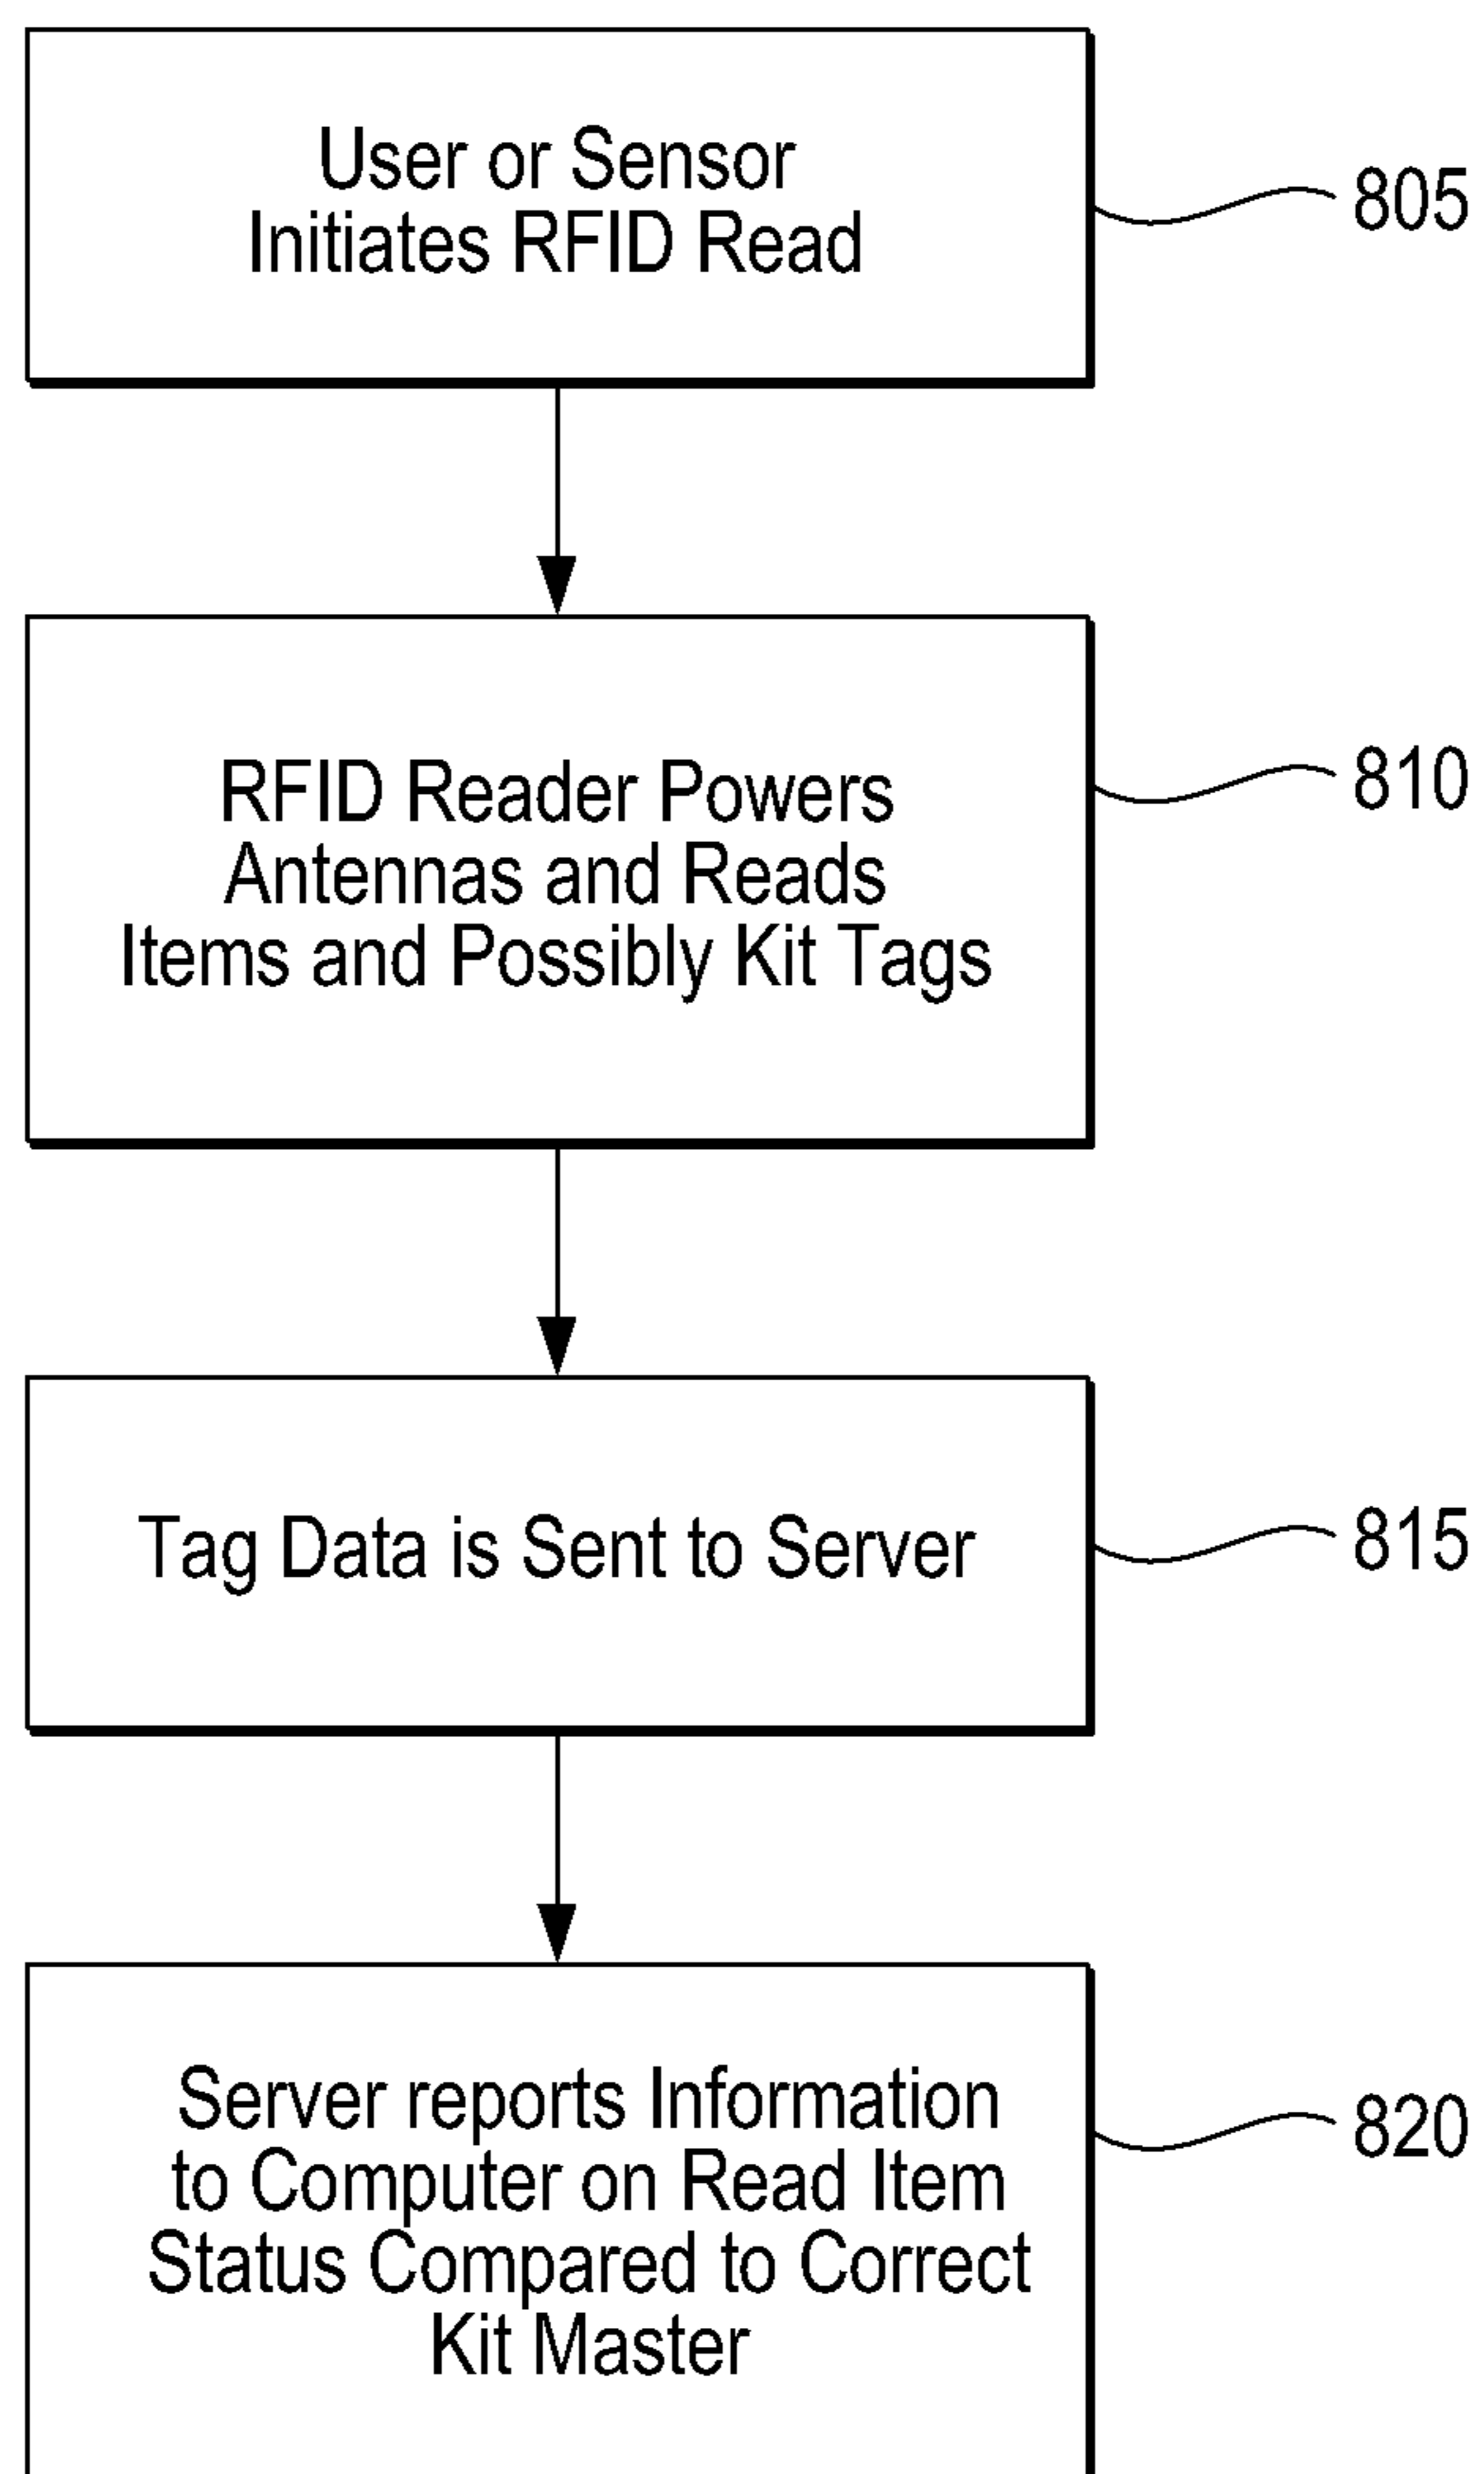 User or Sensor
Initiates RFID Read
805
RFID Reader Powers
Antennas and Reads
Items and Possibly Kit Tags
810
Tag Data is Sent to Server
815
Server reports Information
to Computer on Read Item
Status Compared to Correct
Kit Master
820